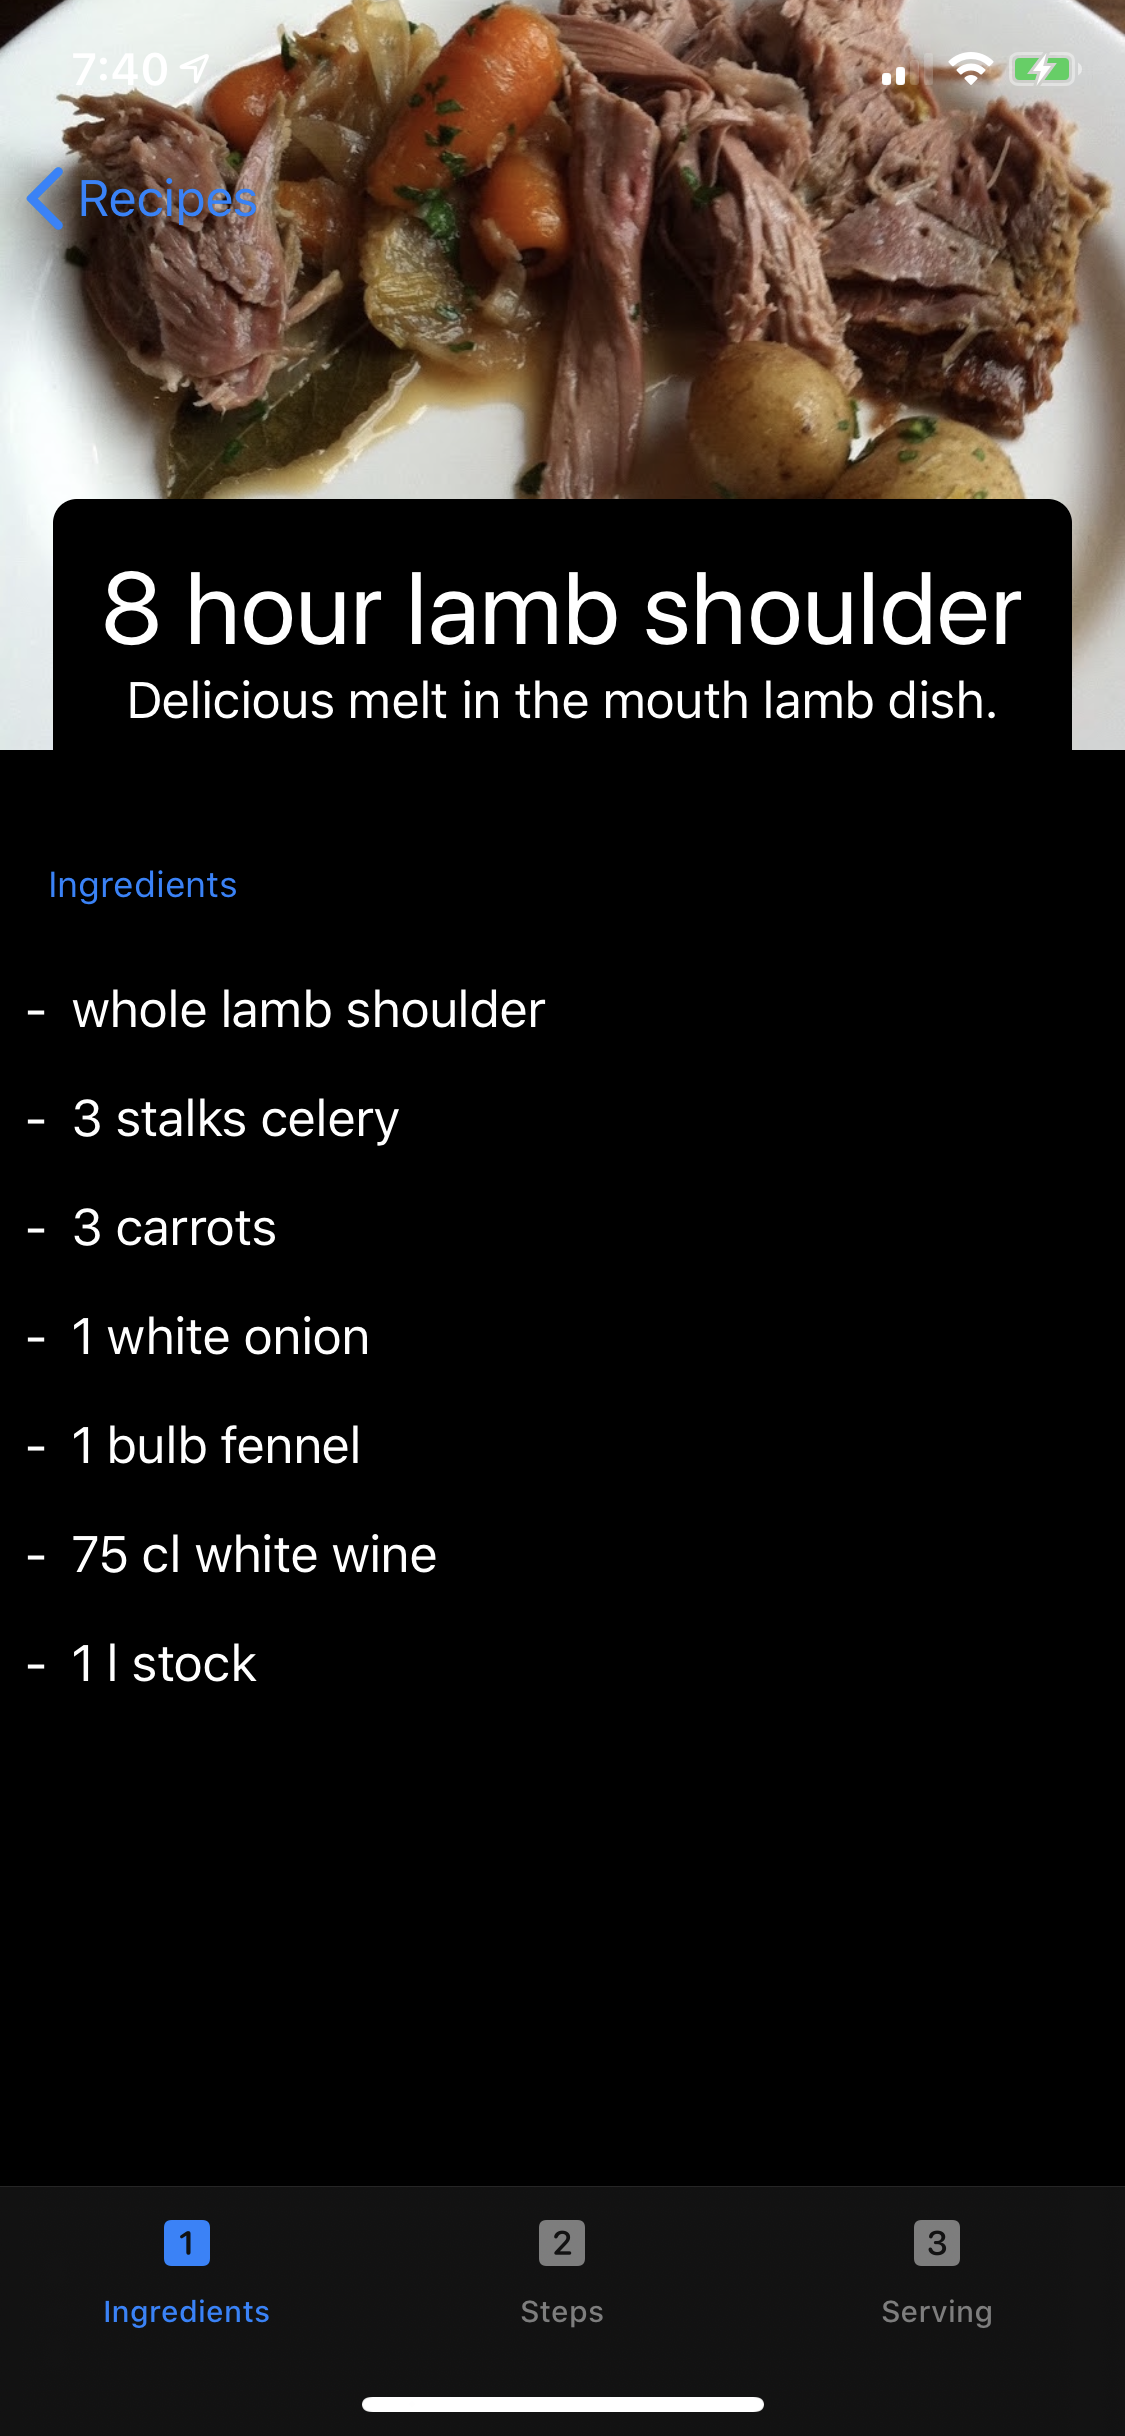 7:40
Recipes
8 hour lamb shoulder
Delicious melt in the mouth lamb dish.
Ingredients
- whole lamb shoulder
- 3 stalks celery
- 3 carrots
- 1 white onion
- 1 bulb fennel
- 75 cl white wine
- 1 l stock
1
2
3
Ingredients
Steps
Serving